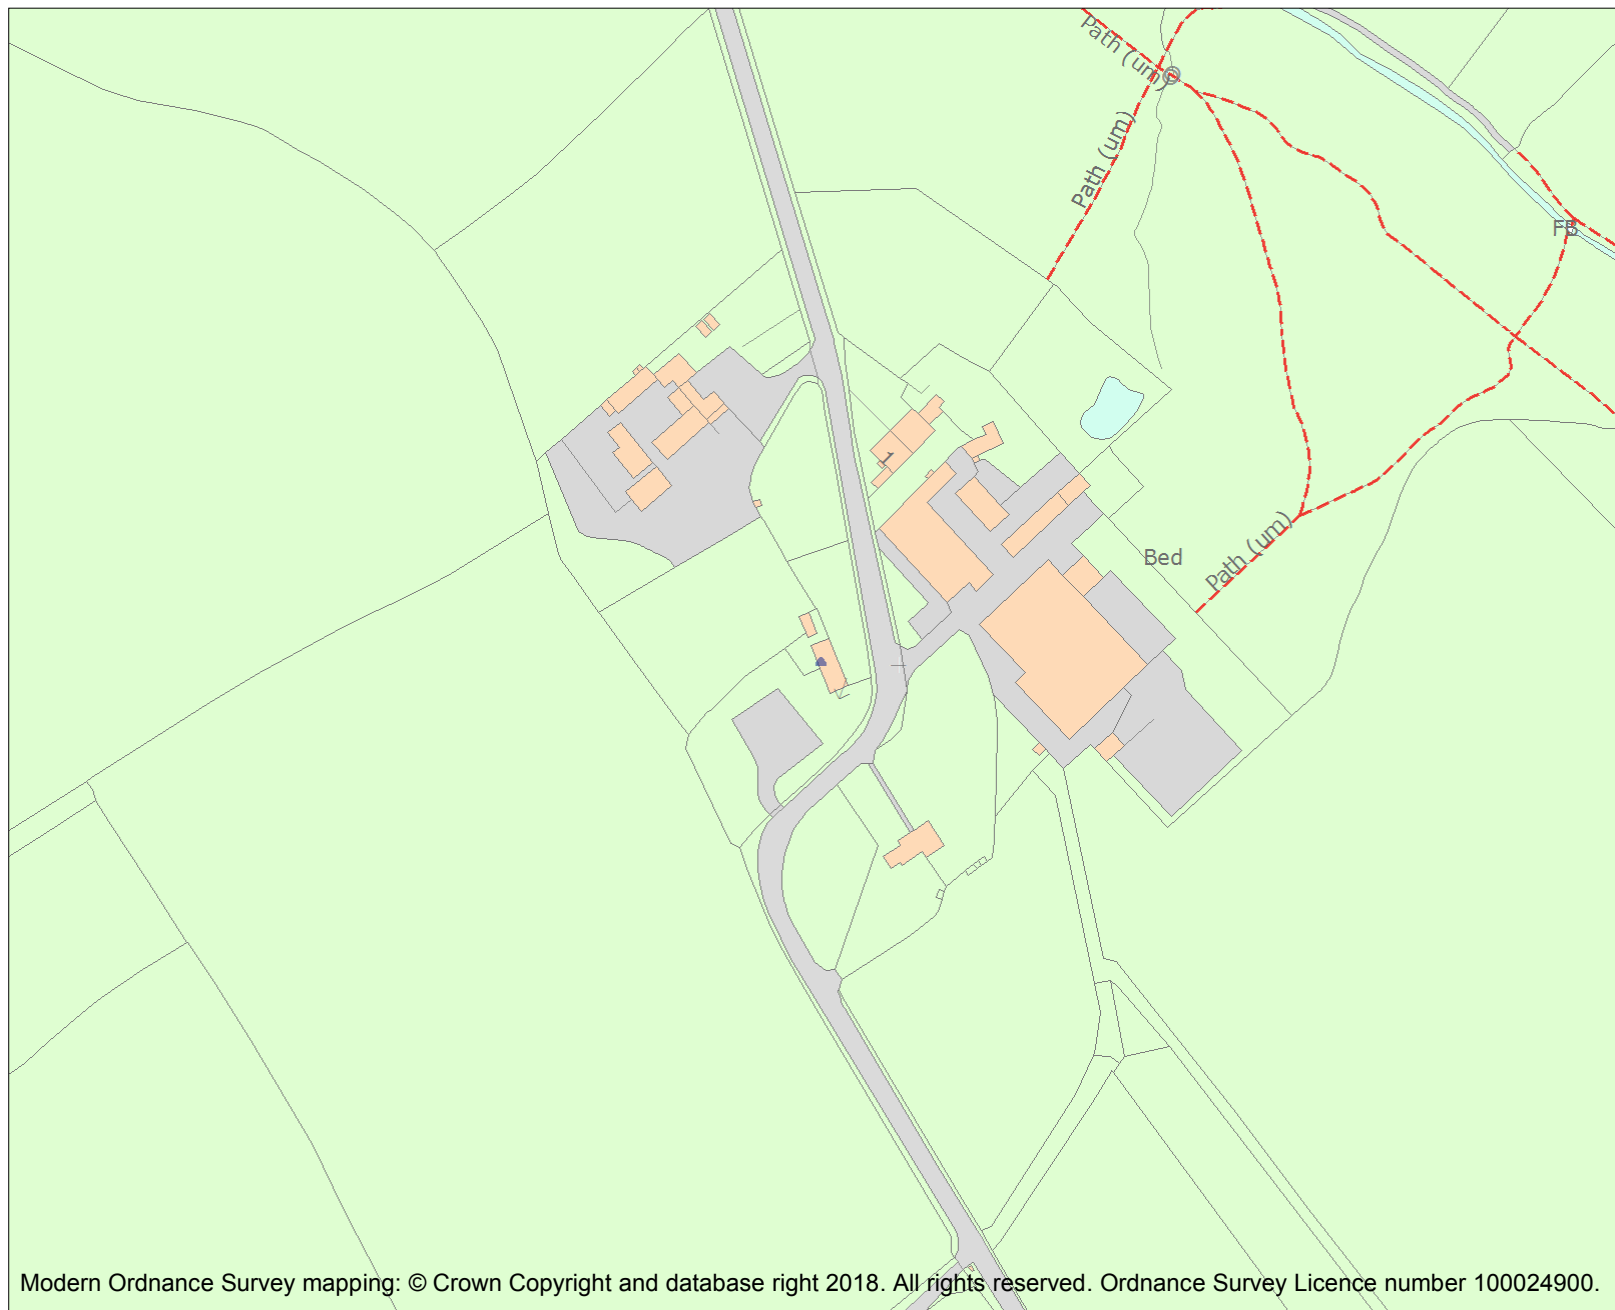 Path (um)
Path (um)
FB
1
Bed
Path (um)
Modern Ordnance Survey mapping: © Crown Copyright and database right 2018. All rights reserved. Ordnance Survey Licence number 100024900.